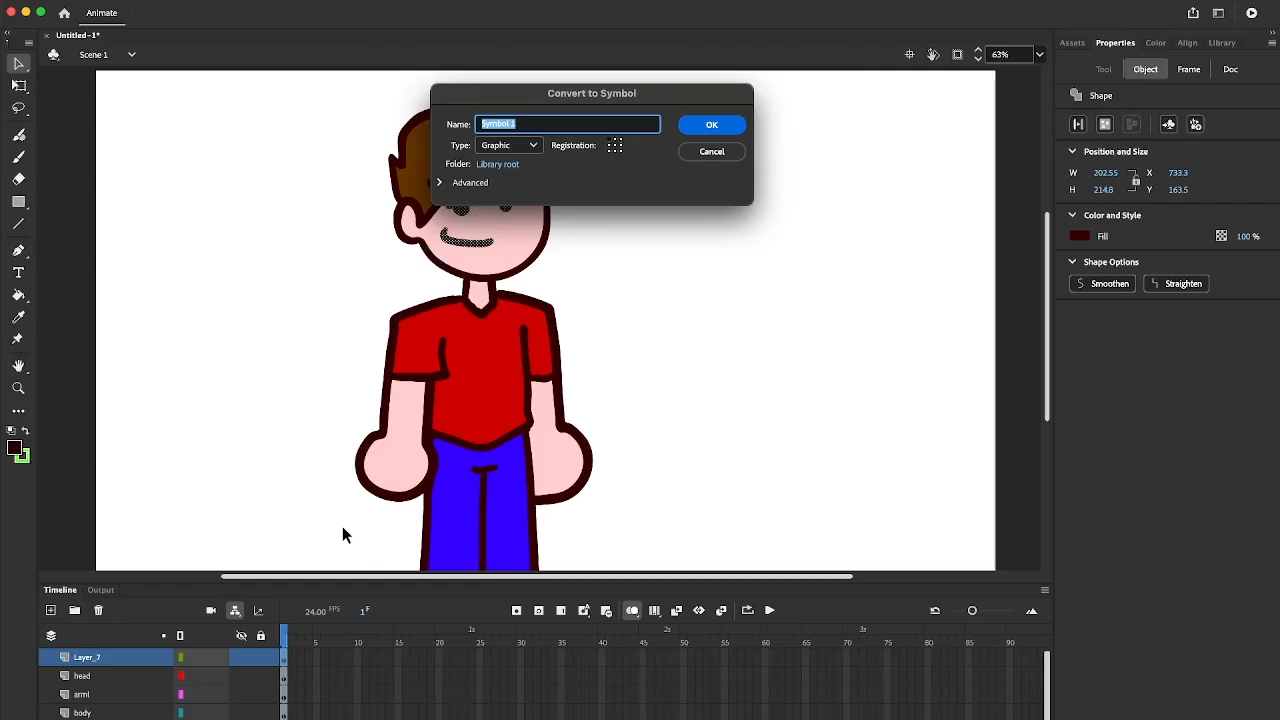 Animate
Untitled-1*
Scene 1
63%
Assets Properties Color Align Library
Tool Object Frame Doc
Shape
Position and Size
W 202.55 X 733.3
H 214.8 Y 163.5
Color and Style
Fill 100 %
Shape Options
Smoothen Straighten
Convert to Symbol
Name: Symbol 1 OK
Type: Graphic Registration: Cancel
Folder: Library root
Advanced
Timeline Output
24.00 FPS 1 F
1s 2s 3s
5 10 15 20 25 30 35 40 45 50 55 60 65 70 75 80 85 90
Layer_7
head
arml
body